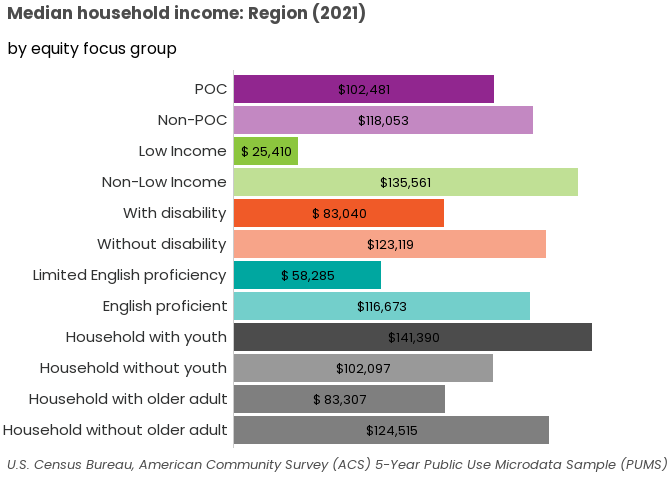 Median household income: Region (2021)
by equity focus group
POC $102,481
Non-POC $118,053
Low Income $ 25,410
Non-Low Income $135,561
With disability $ 83,040
Without disability $123,119
Limited English proficiency $ 58,285
English proficient $116,673
Household with youth $141,390
Household without youth $102,097
Household with older adult $ 83,307
Household without older adult $124,515
U.S. Census Bureau, American Community Survey (ACS) 5-Year Public Use Microdata Sample (PUMS)